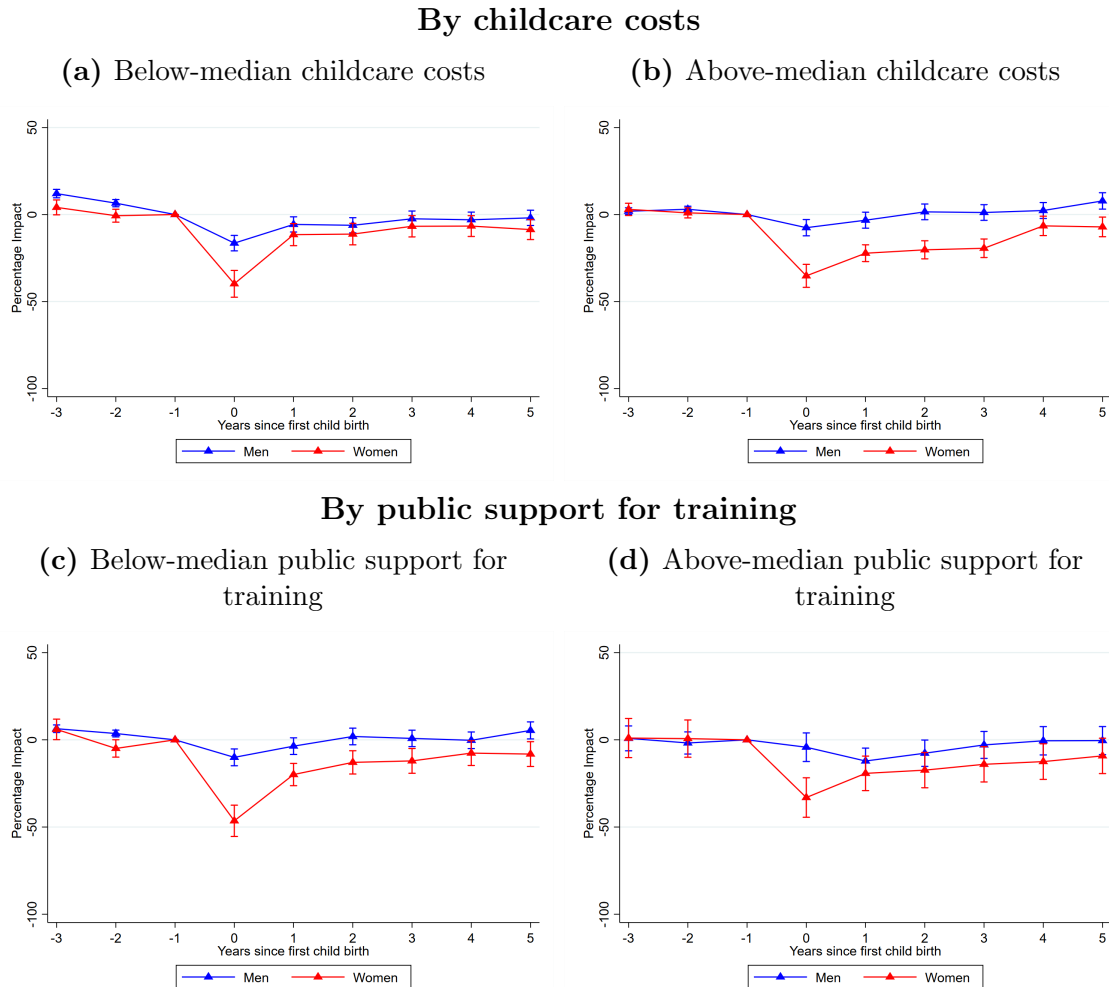 By childcare costs
(a) Below-median childcare costs
(b) Above-median childcare costs
Percentage Impact
50
0
-50
-100
-3 -2 -1 0 1 2 3 4 5
Years since first child birth
Men Women
Percentage Impact
50
0
-50
-100
-3 -2 -1 0 1 2 3 4 5
Years since first child birth
Men Women
By public support for training
(c) Below-median public support for
training
(d) Above-median public support for
training
Percentage Impact
50
0
-50
-100
-3 -2 -1 0 1 2 3 4 5
Years since first child birth
Men Women
Percentage Impact
50
0
-50
-100
-3 -2 -1 0 1 2 3 4 5
Years since first child birth
Men Women